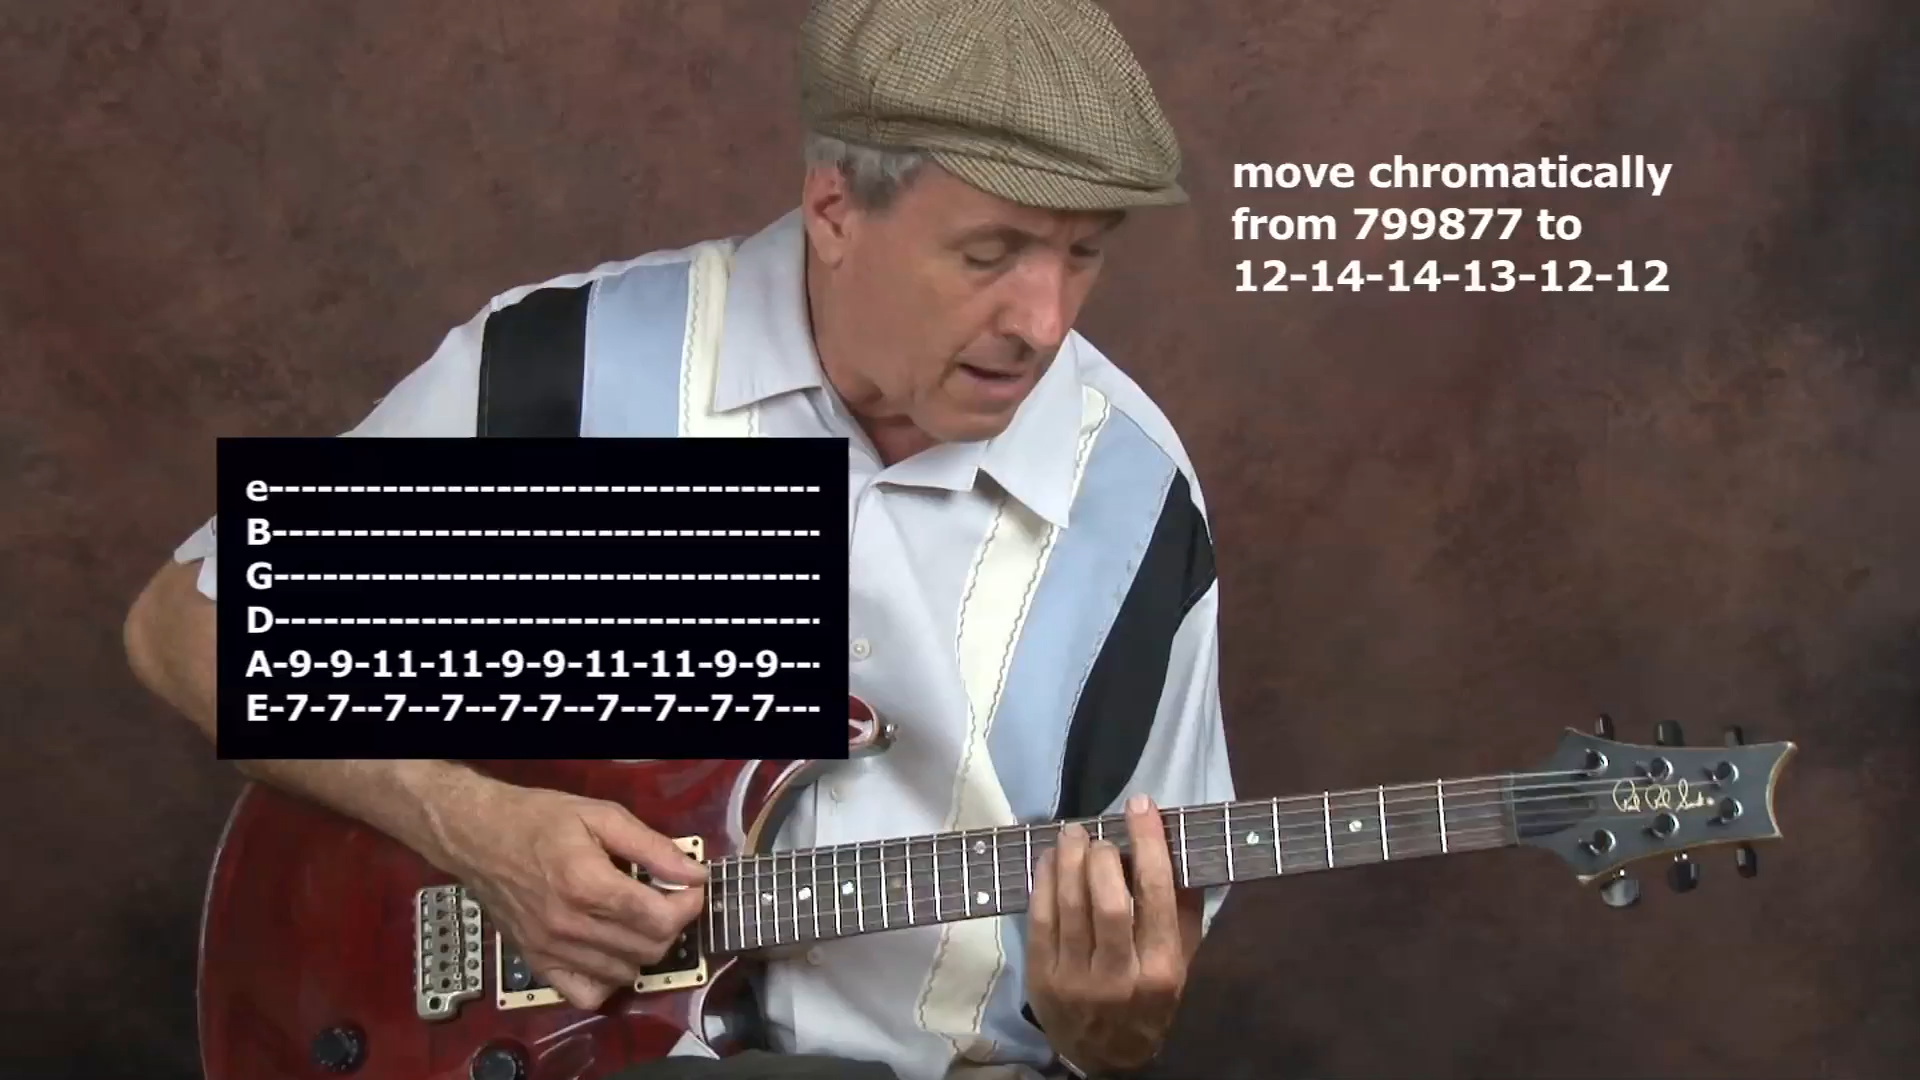 move chromatically
from 799877 to
12-14-14-13-12-12
e---------------------------------
B---------------------------------
G---------------------------------
D---------------------------------
A-9-9-11-11-9-9-11-11-9-9---
E-7-7--7--7--7-7--7--7--7-7---